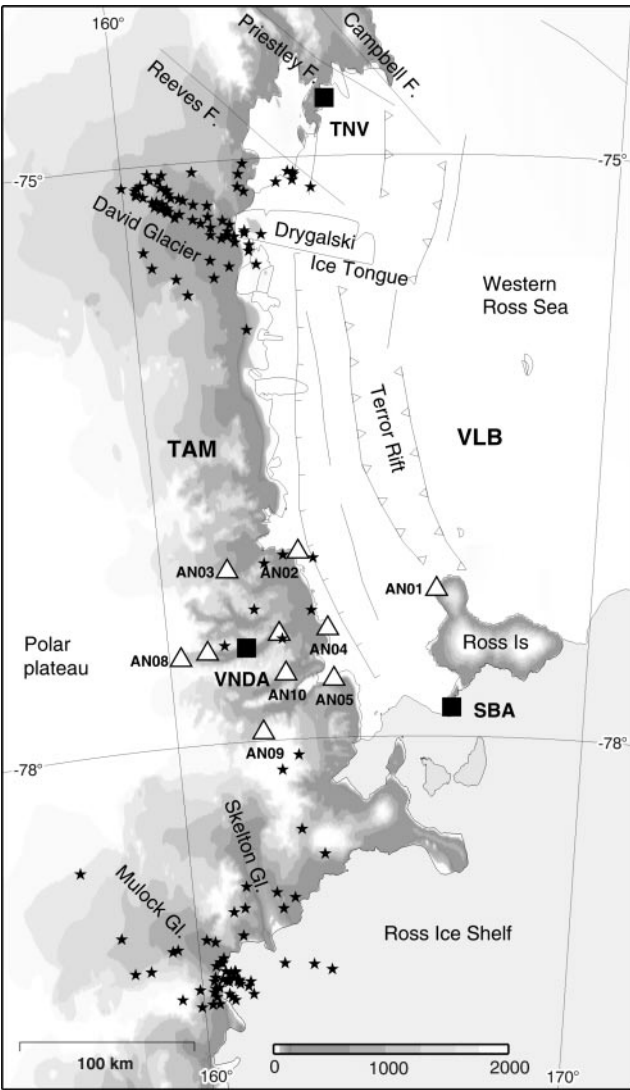 160°
Priestley F.
Campbell F.
Reeves F.
TNV
-75°
-75°
David Glacier
Drygalski
Ice Tongue
Western
Ross Sea
Terror Rift
TAM
VLB
AN03
AN02
AN01
Polar
plateau
AN08
VNDA
AN04
AN10
AN05
Ross Is
SBA
AN09
-78°
-78°
Skelton Gl.
Mulock Gl.
Ross Ice Shelf
100 km
160°
0
1000
2000
170°